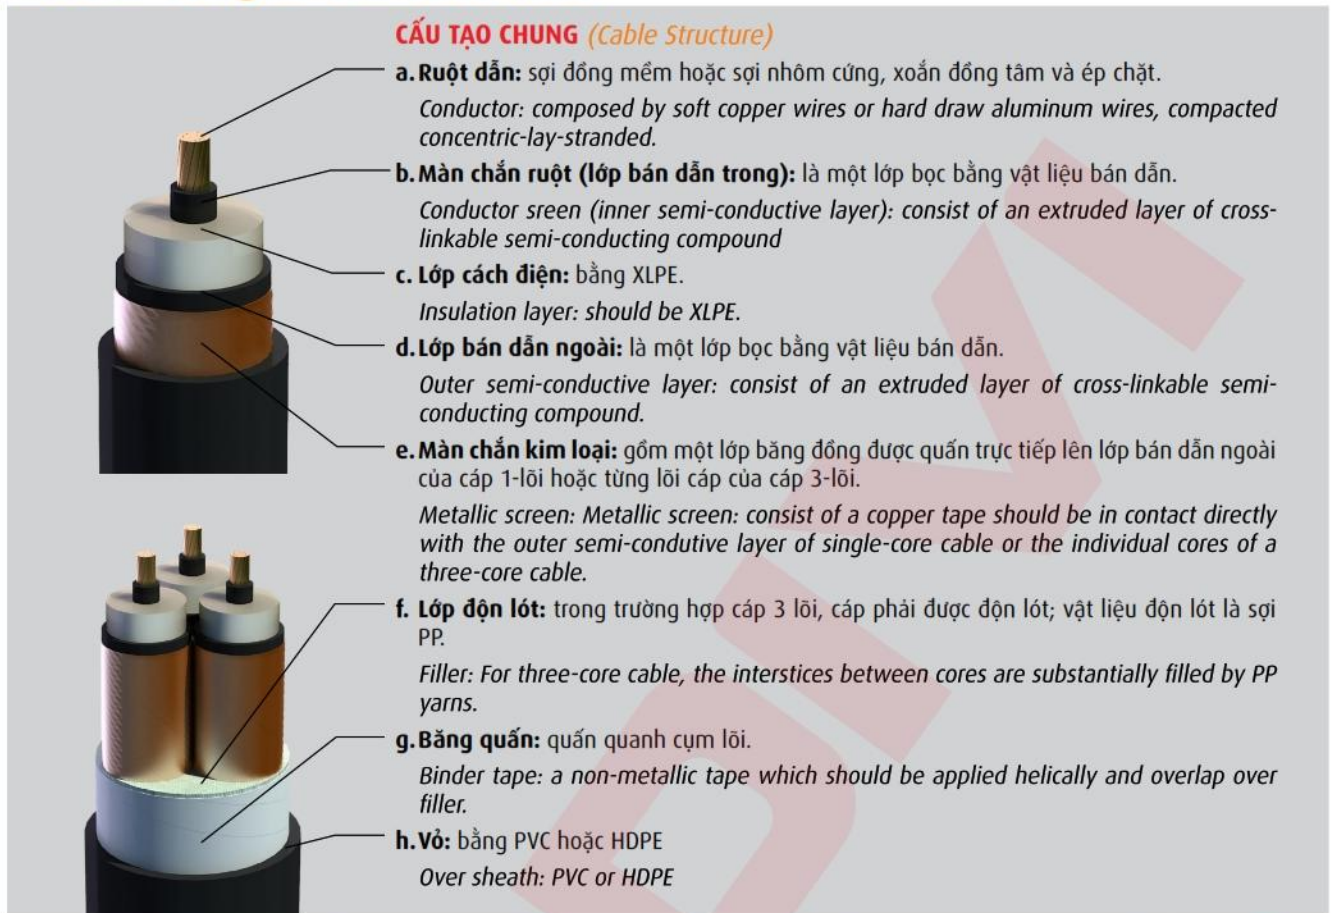 CẤU TẠO CHUNG (Cable Structure)
a. Ruột dẫn: sợi đồng mềm hoặc sợi nhôm cứng, xoắn đồng tâm và ép chặt.
Conductor: composed by soft copper wires or hard draw aluminum wires, compacted
concentric-lay-stranded.
b. Màn chắn ruột (lớp bán dẫn trong): là một lớp bọc bằng vật liệu bán dẫn.
Conductor sreen (inner semi-conductive layer): consist of an extruded layer of cross-
linkable semi-conducting compound
c. Lớp cách điện: bằng XLPE.
Insulation layer: should be XLPE.
d. Lớp bán dẫn ngoài: là một lớp bọc bằng vật liệu bán dẫn.
Outer semi-conductive layer: consist of an extruded layer of cross-linkable semi-
conducting compound.
e. Màn chắn kim loại: gồm một lớp băng đồng được quấn trực tiếp lên lớp bán dẫn ngoài
của cáp 1-lõi hoặc từng lõi cáp của cáp 3-lõi.
Metallic screen: Metallic screen: consist of a copper tape should be in contact directly
with the outer semi-condutive layer of single-core cable or the individual cores of a
three-core cable.
f. Lớp độn lót: trong trường hợp cáp 3 lõi, cáp phải được độn lót; vật liệu độn lót là sợi
PP.
Filler: For three-core cable, the interstices between cores are substantially filled by PP
yarns.
g. Băng quấn: quấn quanh cụm lõi.
Binder tape: a non-metallic tape which should be applied helically and overlap over
filler.
h. Vỏ: bằng PVC hoặc HDPE
Over sheath: PVC or HDPE